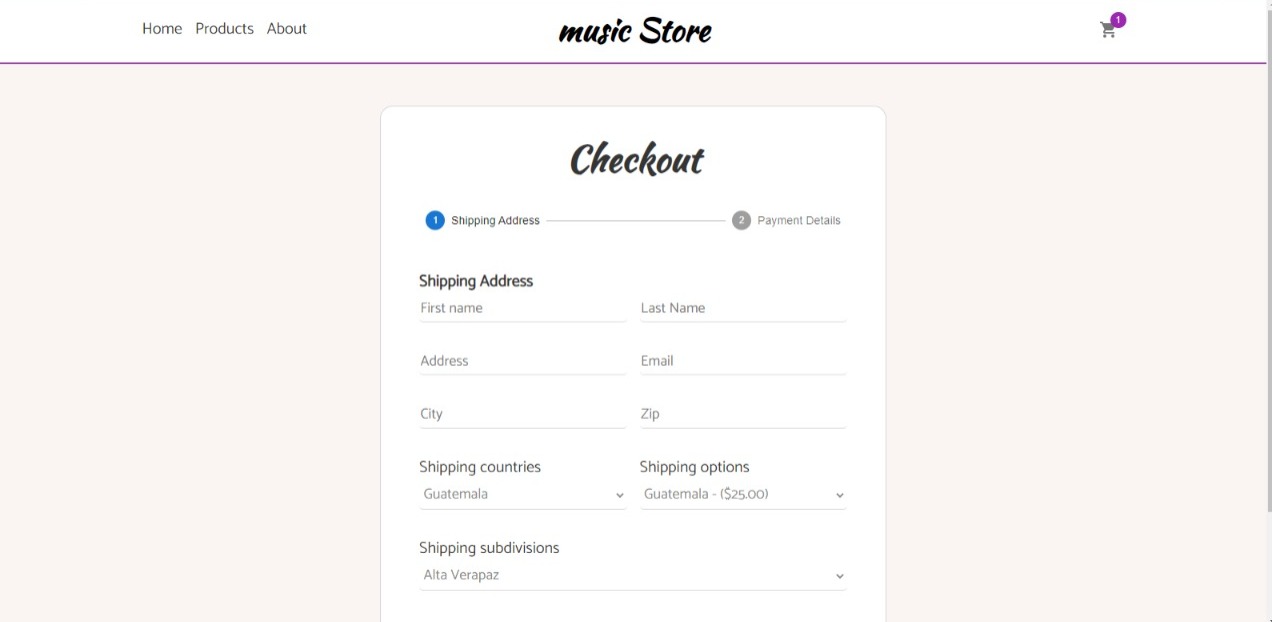 Home Products About music Store 1
Checkout
1 Shipping Address 2 Payment Details
Shipping Address
First name Last Name
Address Email
City Zip
Shipping countries Shipping options
Guatemala Guatemala - ($25.00)
Shipping subdivisions
Alta Verapaz